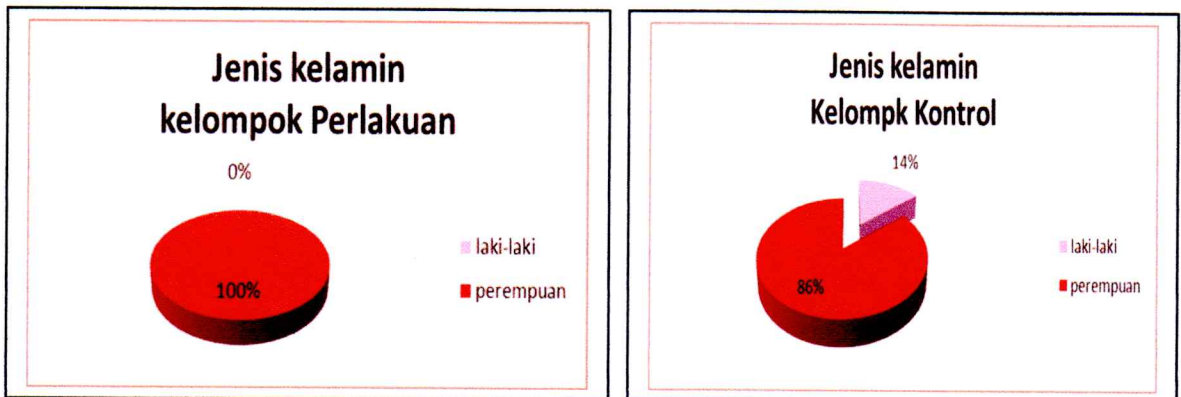 Jenis kelamin
kelompok Perlakuan
0%
100%
laki-laki
perempuan
Jenis kelamin
Kelompk Kontrol
14%
86%
laki-laki
perempuan